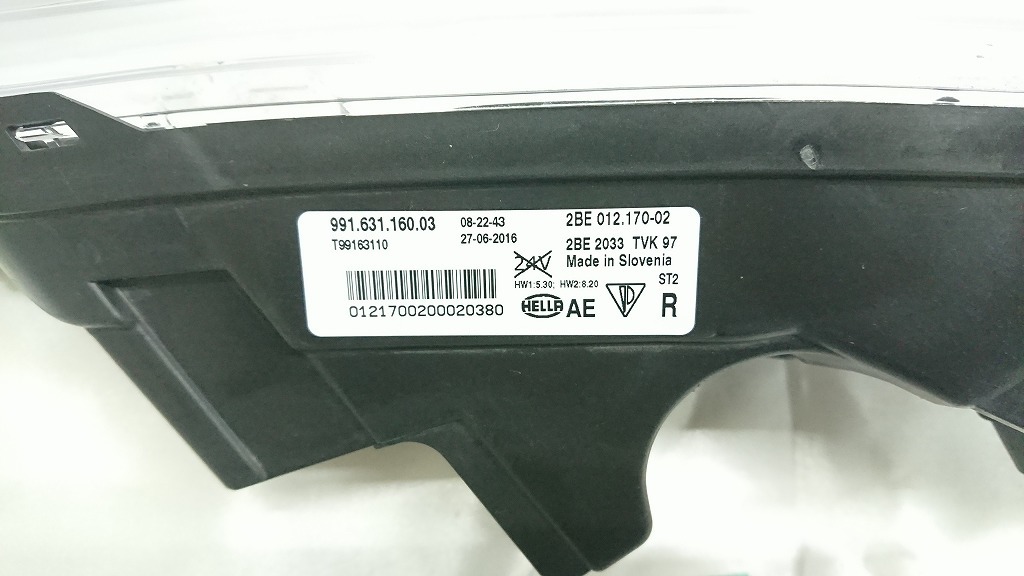 991.631.160.03 08-22-43 2BE 012.170-02
T99163110 27-06-2016 2BE 2033 TVK 97
24V Made in Slovenia
HW1:5.30; HW2:8.20 ST2
0121700200020380 HELLA AE R